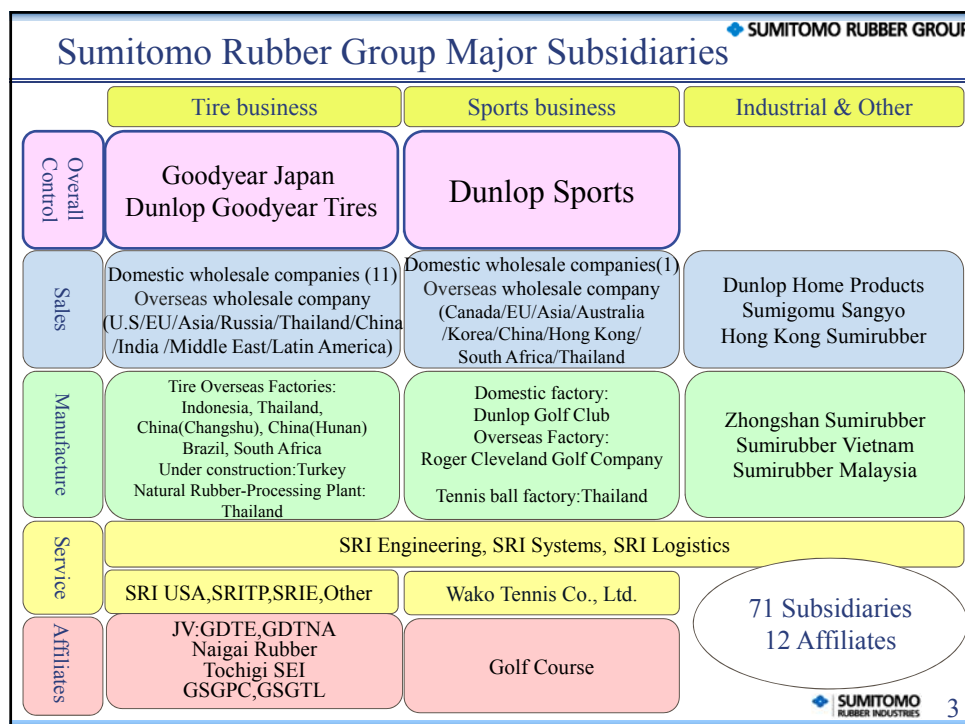 SUMITOMO RUBBER GROUP
Sumitomo Rubber Group Major Subsidiaries
Tire business
Sports business
Industrial & Other
Overall
Control
Goodyear Japan
Dunlop Goodyear Tires
Dunlop Sports
Sales
Domestic wholesale companies (11)
Overseas wholesale company
(U.S/EU/Asia/Russia/Thailand/China
/India /Middle East/Latin America)
Domestic wholesale companies(1)
Overseas wholesale company
(Canada/EU/Asia/Australia
/Korea/China/Hong Kong/
South Africa/Thailand
Dunlop Home Products
Sumigomu Sangyo
Hong Kong Sumirubber
Manufacture
Tire Overseas Factories:
Indonesia, Thailand,
China(Changshu), China(Hunan)
Brazil, South Africa
Under construction:Turkey
Natural Rubber-Processing Plant:
Thailand
Domestic factory:
Dunlop Golf Club
Overseas Factory:
Roger Cleveland Golf Company
Tennis ball factory:Thailand
Zhongshan Sumirubber
Sumirubber Vietnam
Sumirubber Malaysia
Service
SRI Engineering, SRI Systems, SRI Logistics
SRI USA,SRITP,SRIE,Other
Wako Tennis Co., Ltd.
Affiliates
JV:GDTE,GDTNA
Naigai Rubber
Tochigi SEI
GSGPC,GSGTL
Golf Course
71 Subsidiaries
12 Affiliates
SUMITOMO
RUBBER INDUSTRIES
3